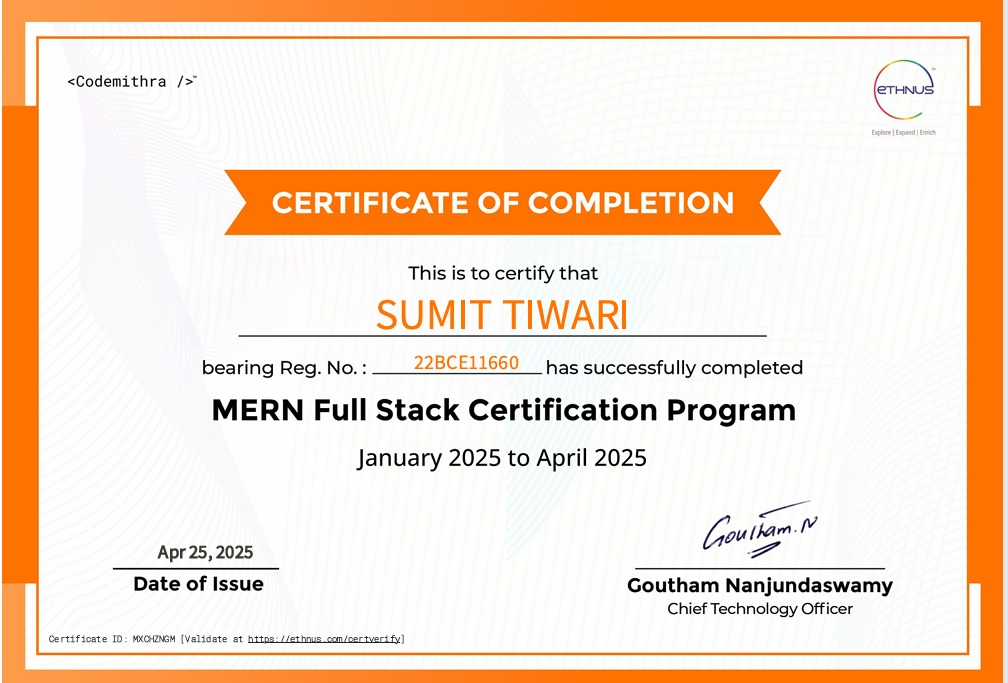 <Codemithra />™
eTHNUS
Explore | Expand | Enrich
CERTIFICATE OF COMPLETION
This is to certify that
SUMIT TIWARI
bearing Reg. No. : 22BCE11660 has successfully completed
MERN Full Stack Certification Program
January 2025 to April 2025
Goutham.N
Apr 25, 2025
Date of Issue
Goutham Nanjundaswamy
Chief Technology Officer
Certificate ID: MXCHZNGM [Validate at https://ethnus.com/certverify]